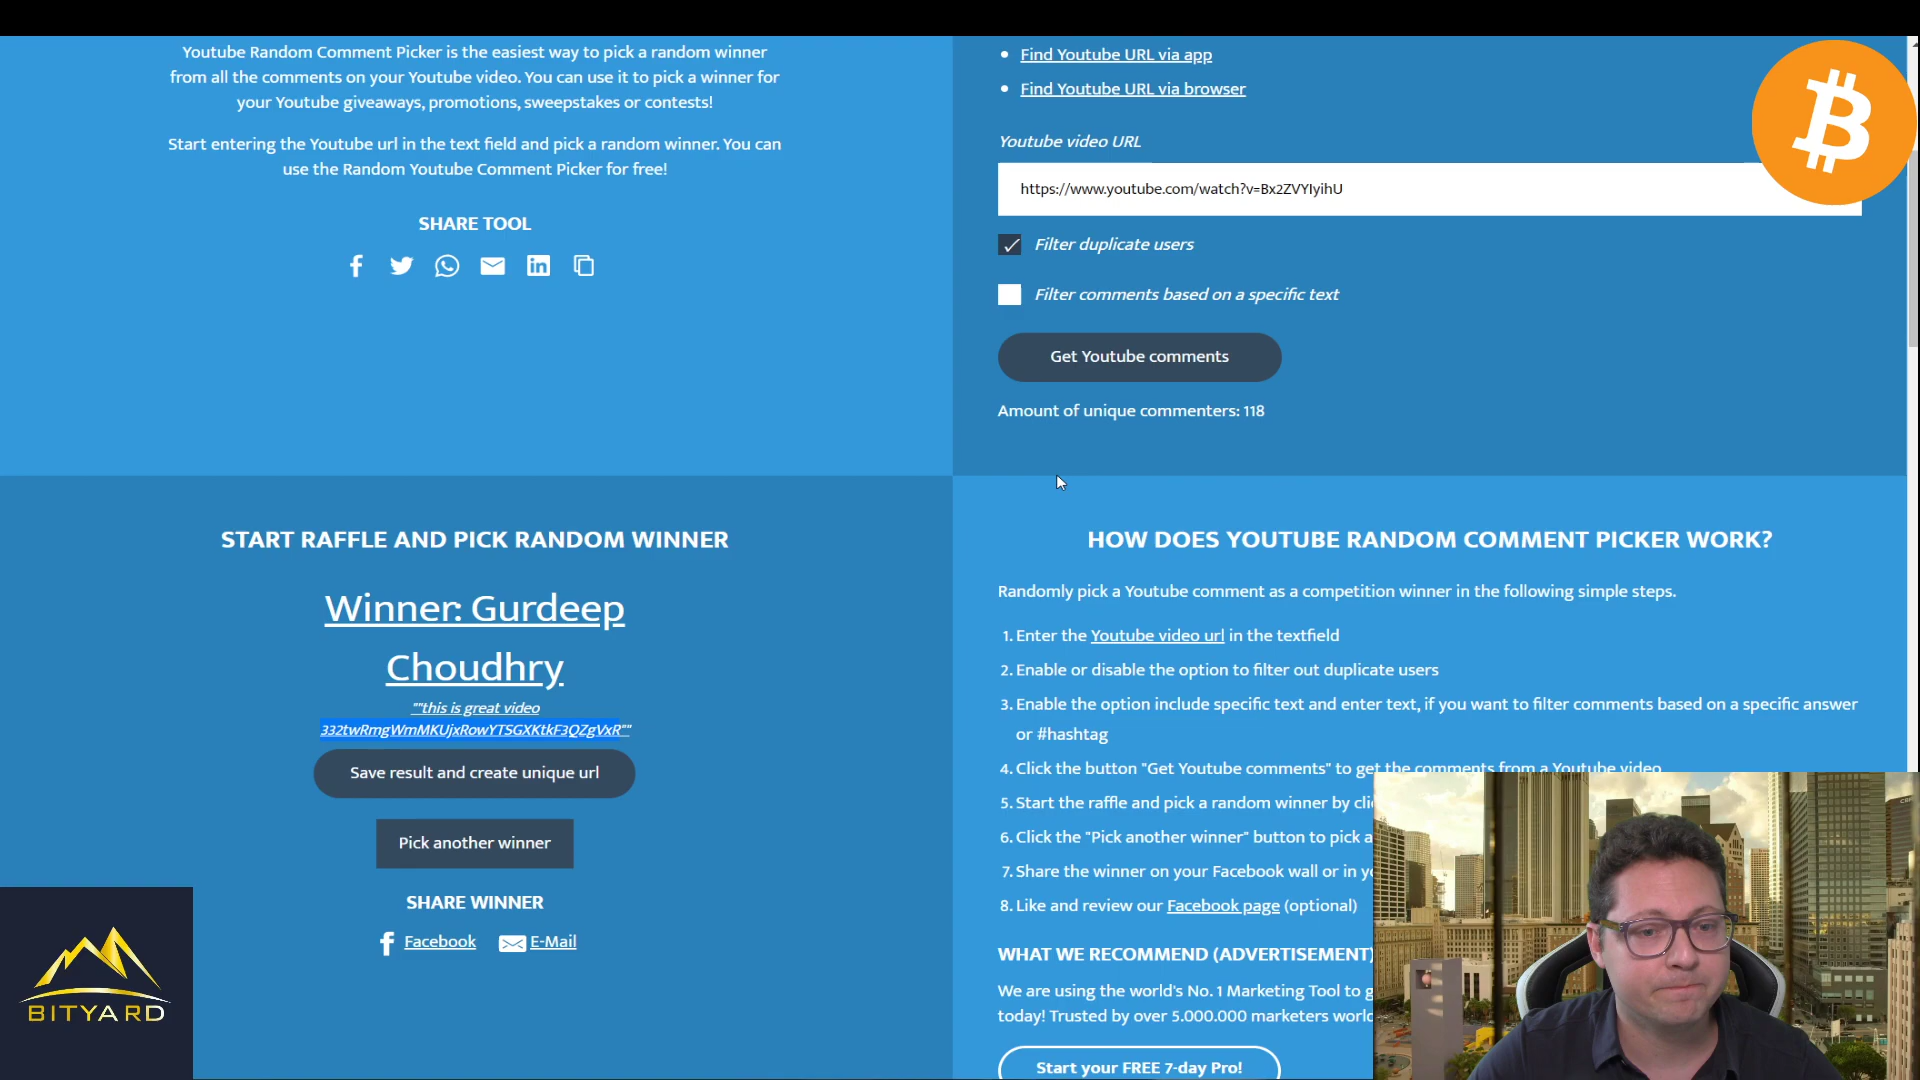 Youtube Random Comment Picker is the easiest way to pick a random winner
from all the comments on your Youtube video. You can use it to pick a winner for
your Youtube giveaways, promotions, sweepstakes or contests!
Start entering the Youtube url in the text field and pick a random winner. You can
use the Random Youtube Comment Picker for free!
SHARE TOOL
Find Youtube URL via app
Find Youtube URL via browser
Youtube video URL
https://www.youtube.com/watch?v=Bx2ZVYIyihU
Filter duplicate users
Filter comments based on a specific text
Get Youtube comments
Amount of unique commenters: 118
START RAFFLE AND PICK RANDOM WINNER
Winner: Gurdeep
Choudhry
""this is great video
332twRmgWmMKUjxRowYTSGXKtkF3QZgVxR""
Save result and create unique url
Pick another winner
SHARE WINNER
Facebook E-Mail
BITYARD
HOW DOES YOUTUBE RANDOM COMMENT PICKER WORK?
Randomly pick a Youtube comment as a competition winner in the following simple steps.
1. Enter the Youtube video url in the textfield
2. Enable or disable the option to filter out duplicate users
3. Enable the option include specific text and enter text, if you want to filter comments based on a specific answer
or #hashtag
4. Click the button "Get Youtube comments" to get the comments from a Youtube video
5. Start the raffle and pick a random winner by cli
6. Click the "Pick another winner" button to pick a
7. Share the winner on your Facebook wall or in yo
8. Like and review our Facebook page (optional)
WHAT WE RECOMMEND (ADVERTISEMENT)
We are using the world's No. 1 Marketing Tool to g
today! Trusted by over 5.000.000 marketers world
Start your FREE 7-day Pro!